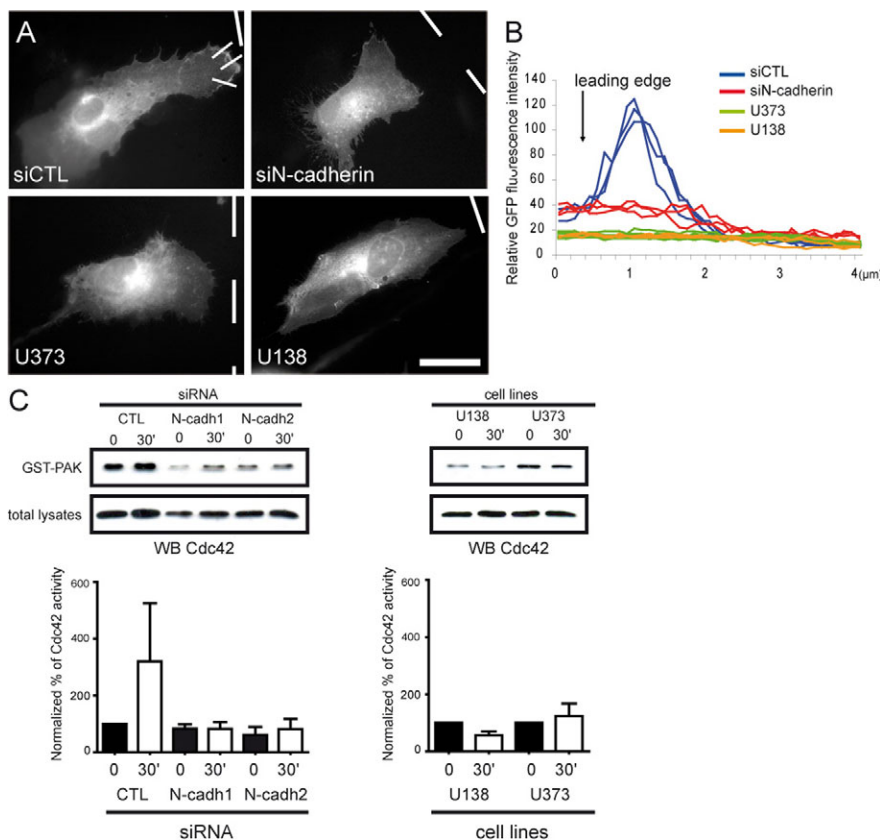 A
siCTL
siN-cadherin
U373
U138
B
Relative GFP fluorescence intensity
140
120
100
80
60
40
20
0
leading edge
siCTL
siN-cadherin
U373
U138
0 1 2 3 4 (μm)
C
siRNA
CTL N-cadh1 N-cadh2
0 30' 0 30' 0 30'
GST-PAK
total lysates
WB Cdc42
cell lines
U138 U373
0 30' 0 30'
WB Cdc42
Normalized % of Cdc42 activity
600
400
200
0
0 30' 0 30' 0 30'
CTL N-cadh1 N-cadh2
siRNA
Normalized % of Cdc42 activity
600
400
200
0
0 30' 0 30'
U138 U373
cell lines